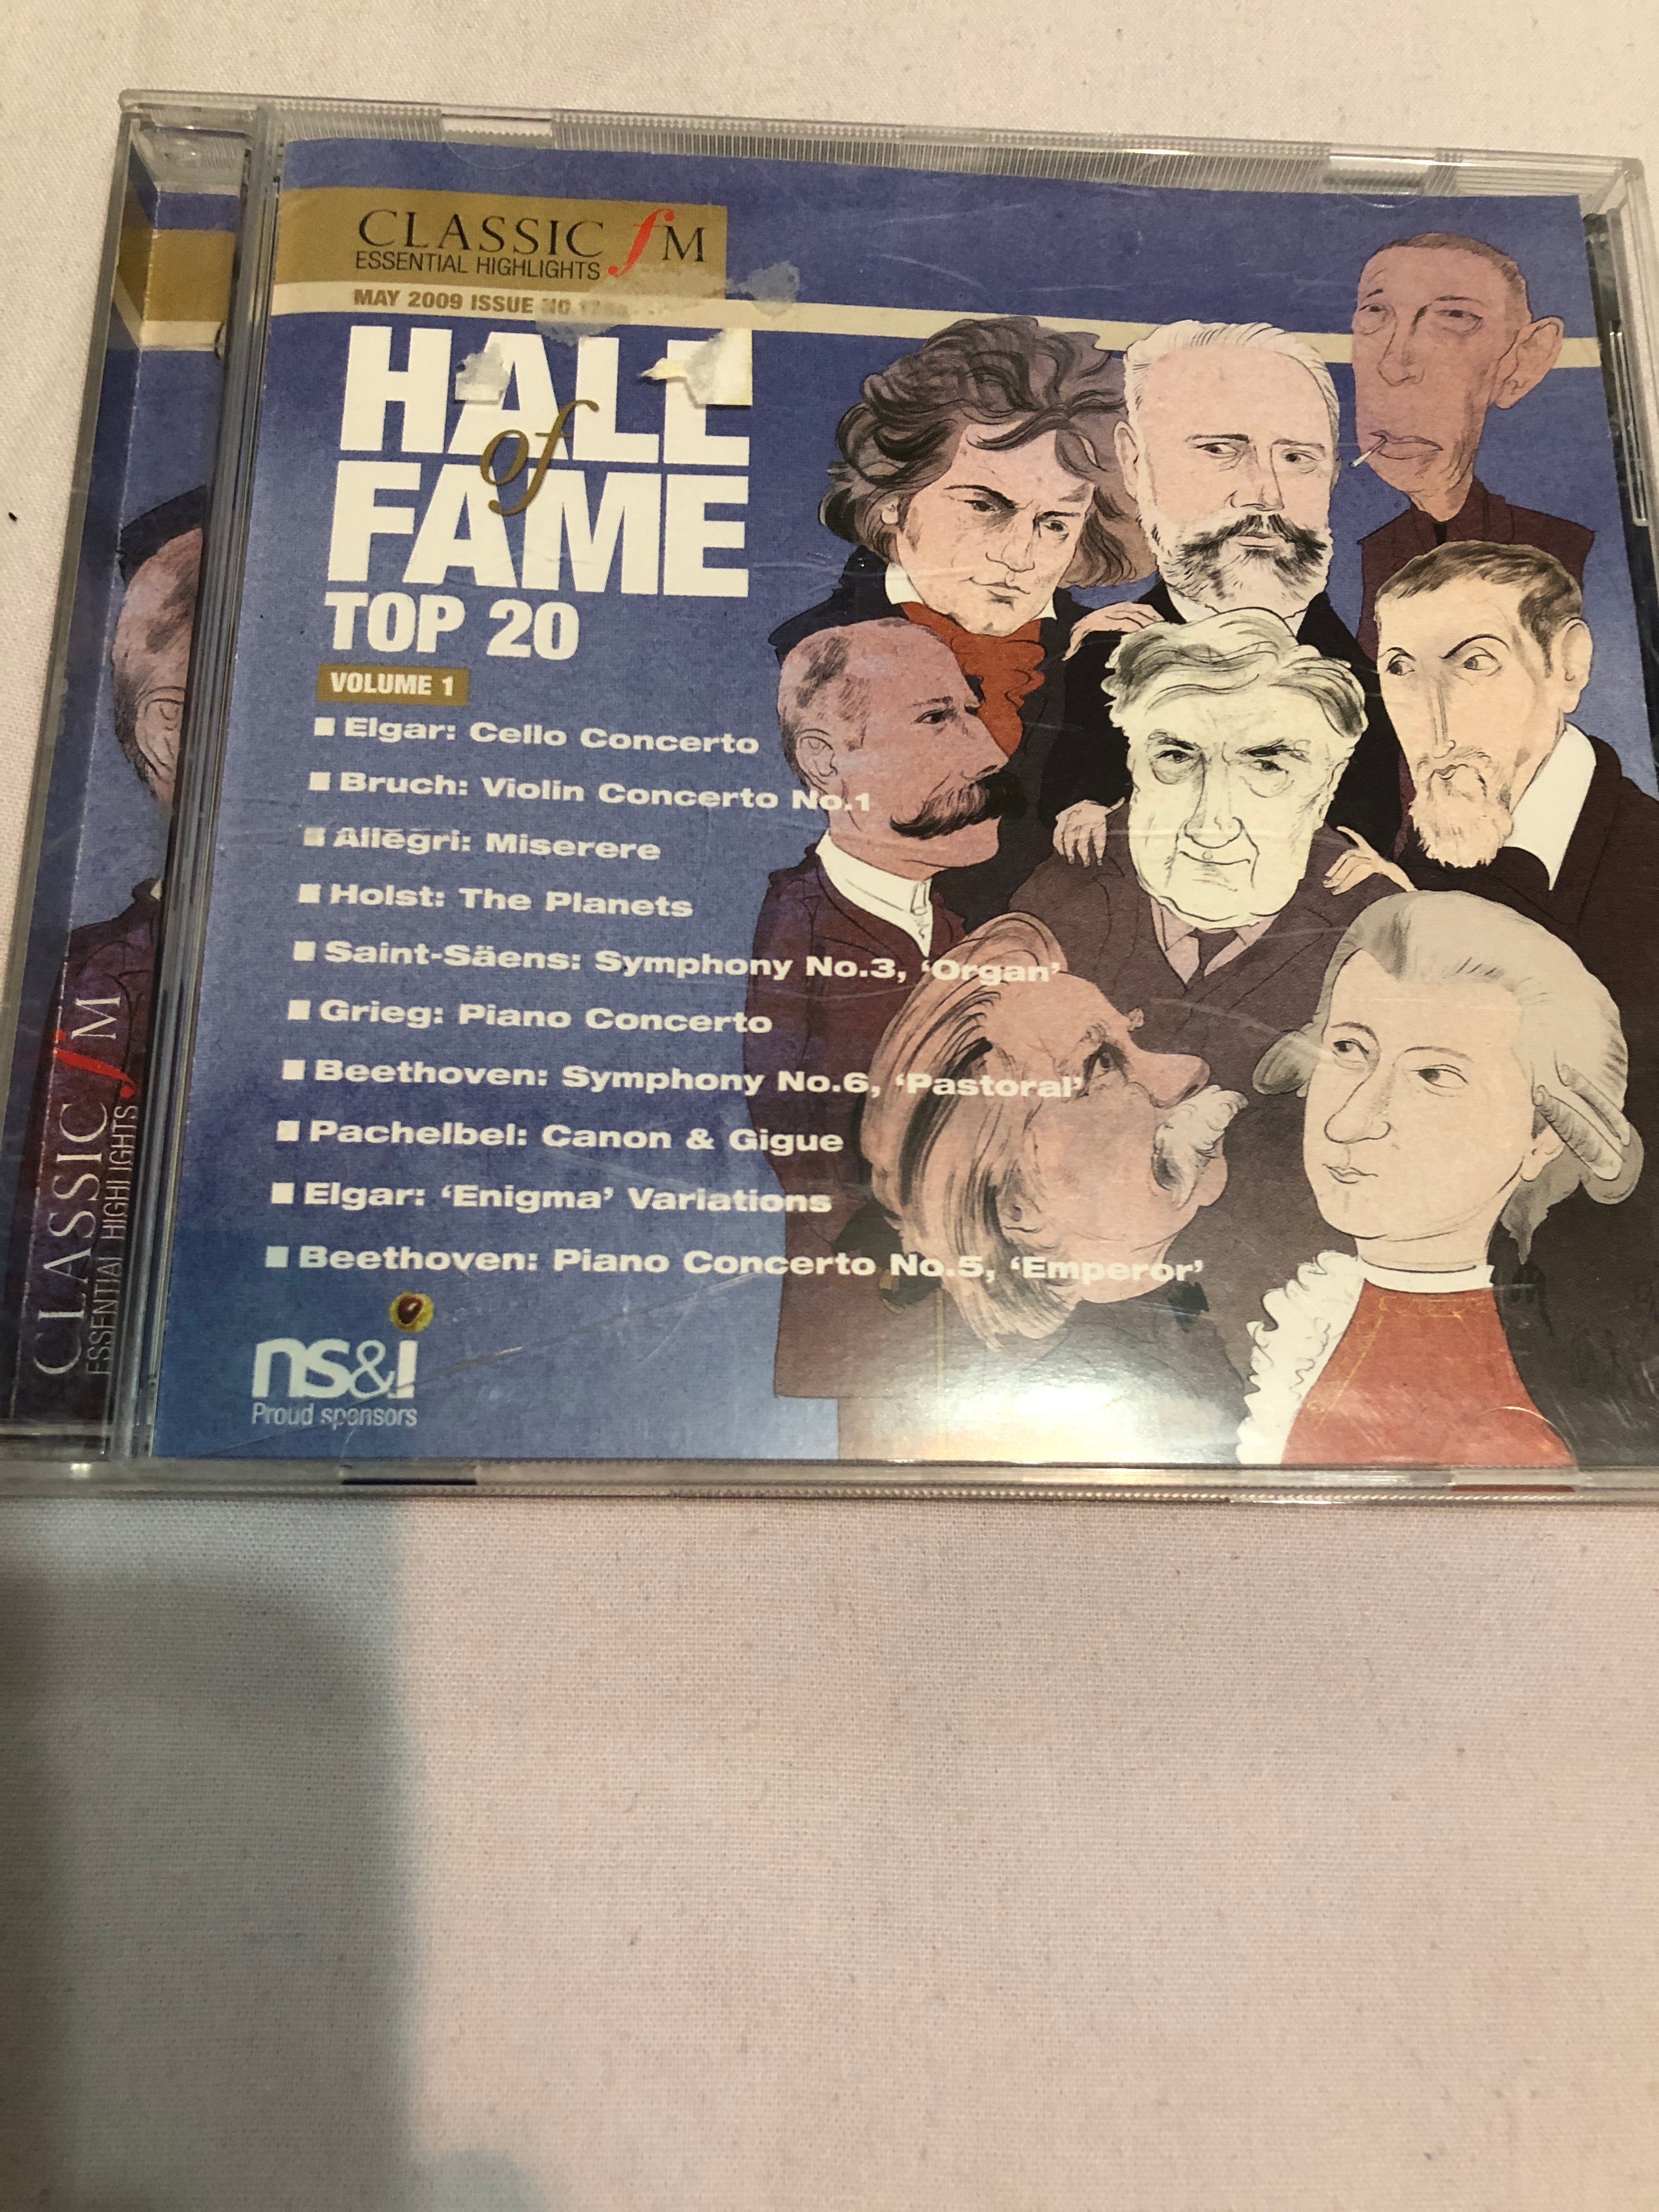 CLASSIC fM
ESSENTIAL HIGHLIGHTS
MAY 2009 ISSUE NO.
HALL
of
FAME
TOP 20
VOLUME 1
Elgar: Cello Concerto
Bruch: Violin Concerto No.1
Allegri: Miserere
Holst: The Planets
Saint-Säens: Symphony No.3, ‘Organ’
Grieg: Piano Concerto
Beethoven: Symphony No.6, ‘Pastoral’
Pachelbel: Canon & Gigue
Elgar: ‘Enigma’ Variations
Beethoven: Piano Concerto No.5, ‘Emperor’
ns&i
Proud sponsors
CLASSIC fM
ESSENTIAL HIGHLIGHTS